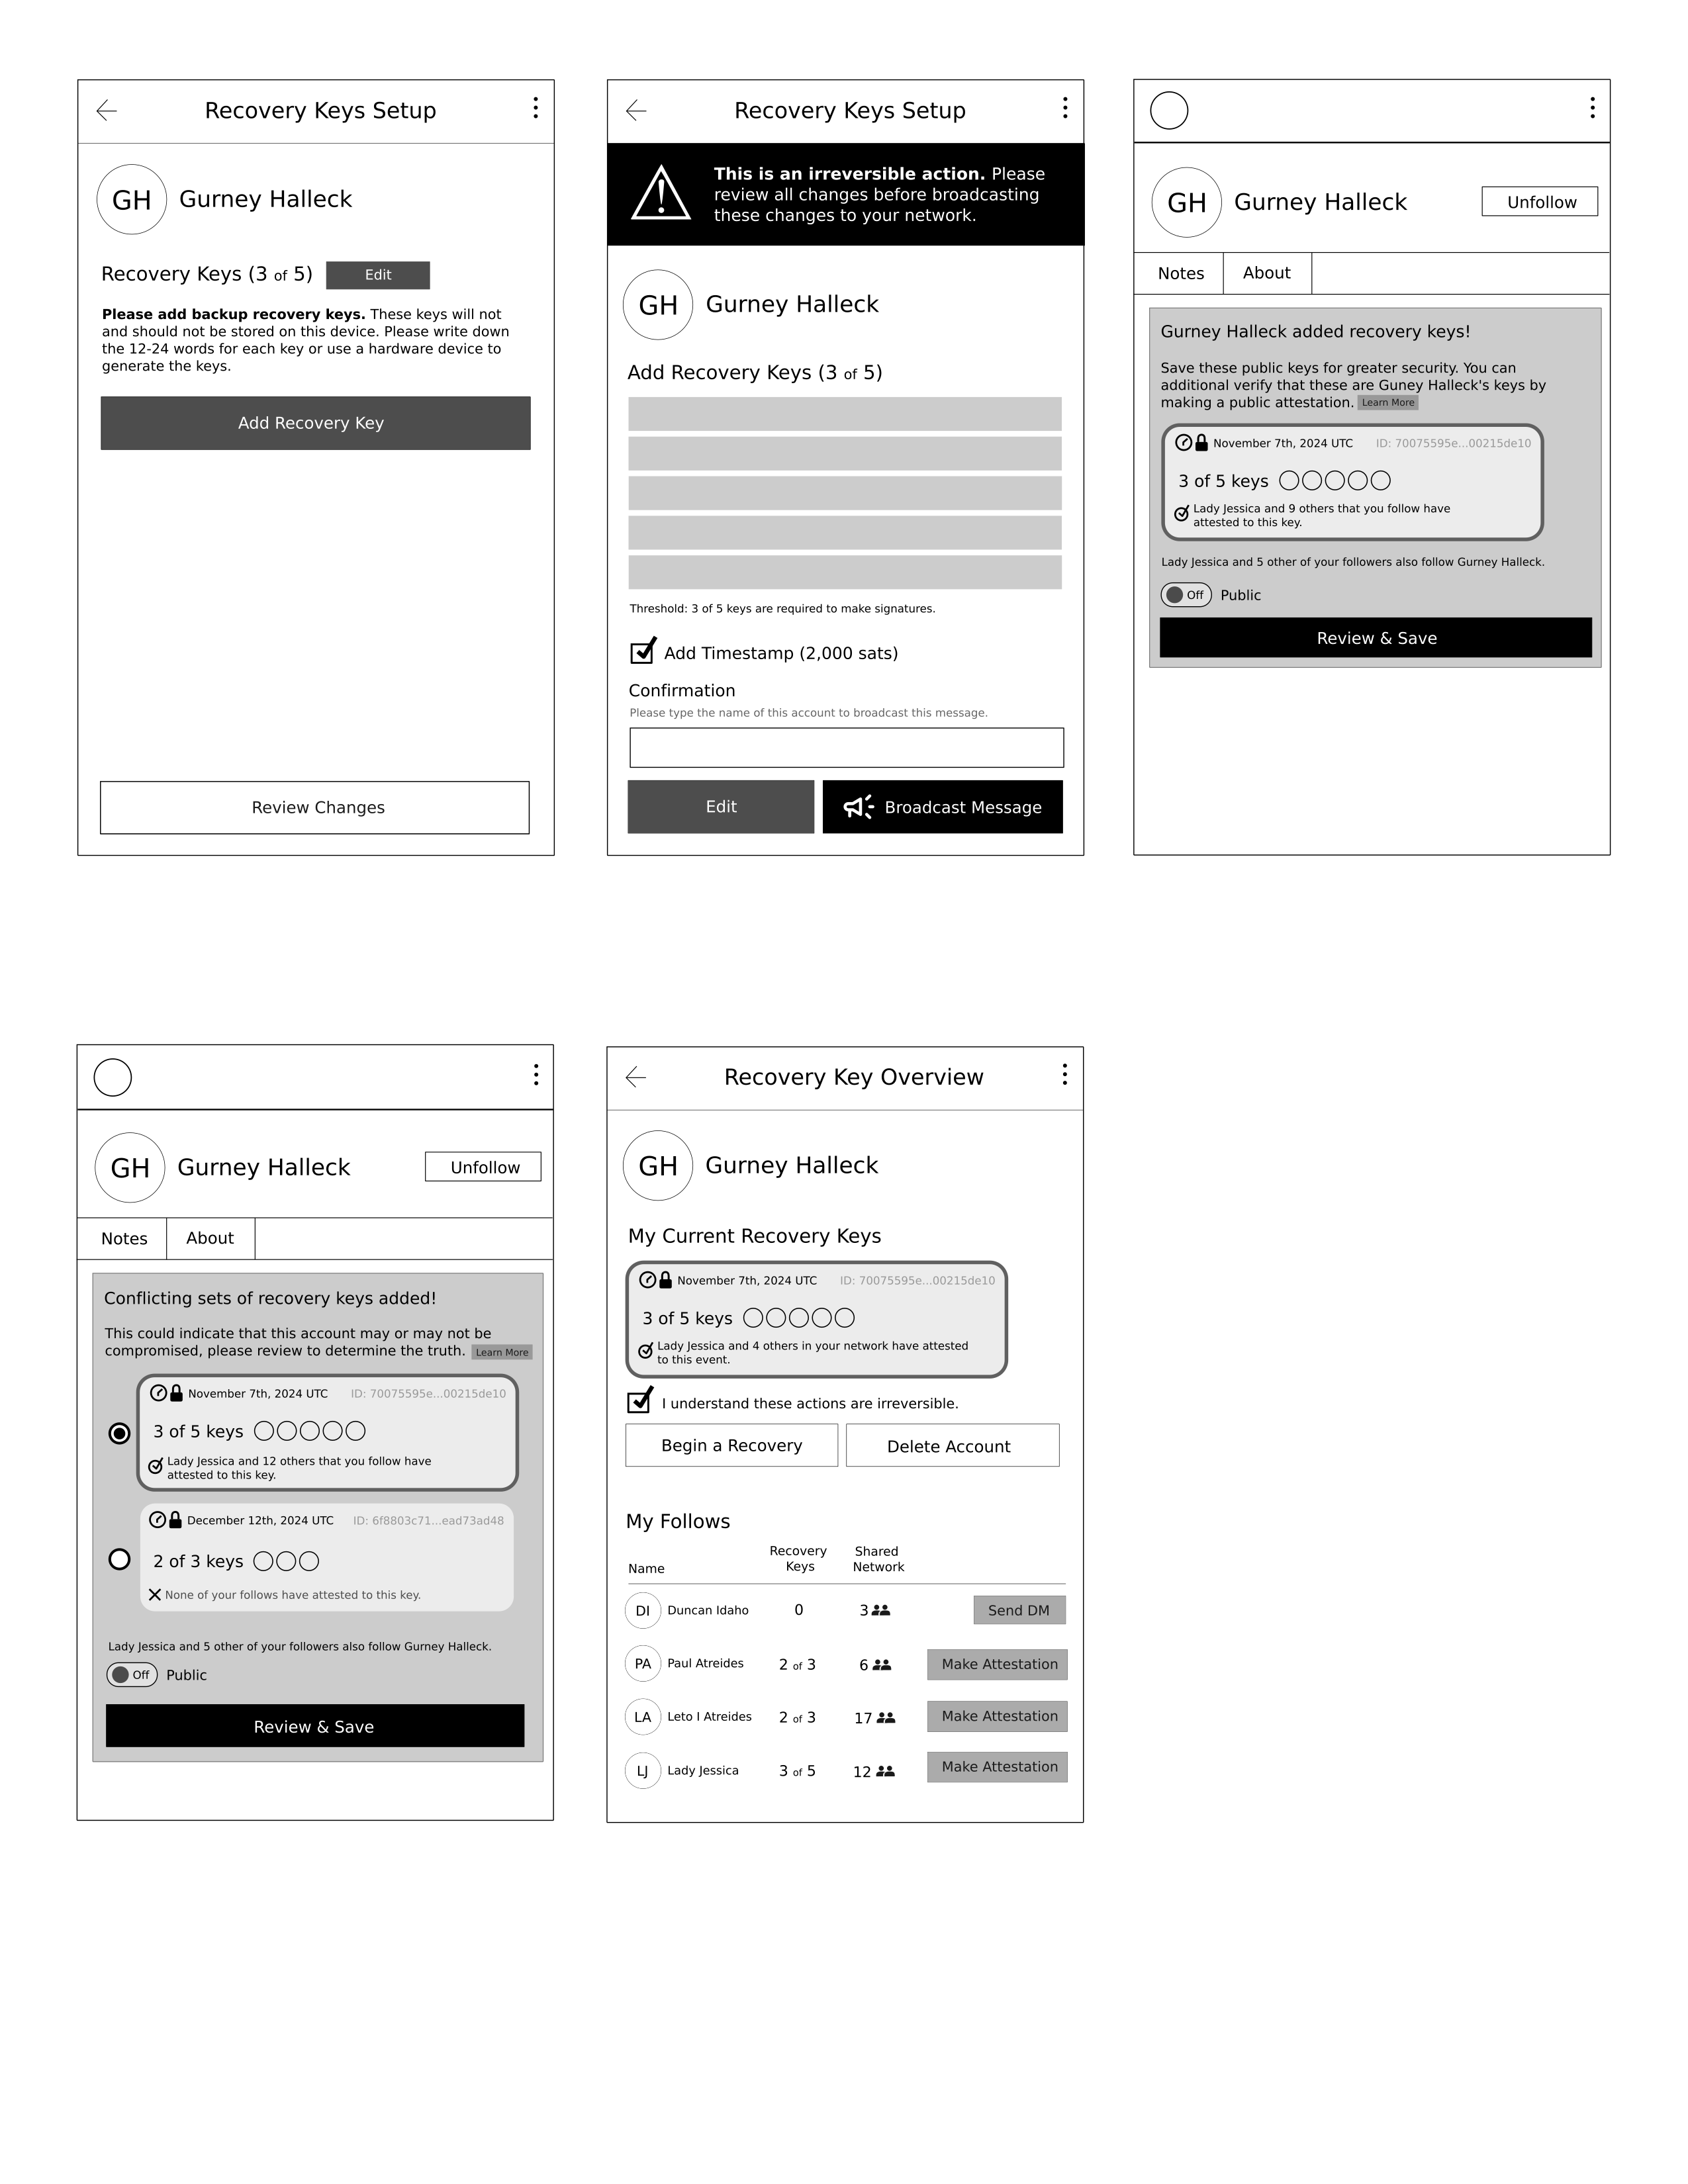 Recovery Keys Setup
GH Gurney Halleck
Recovery Keys (3 of 5) Edit
Please add backup recovery keys. These keys will not
and should not be stored on this device. Please write down
the 12-24 words for each key or use a hardware device to
generate the keys.
Add Recovery Key
Review Changes
Recovery Keys Setup
This is an irreversible action. Please
review all changes before broadcasting
these changes to your network.
GH Gurney Halleck
Add Recovery Keys (3 of 5)
Threshold: 3 of 5 keys are required to make signatures.
Add Timestamp (2,000 sats)
Confirmation
Please type the name of this account to broadcast this message.
Edit Broadcast Message
GH Gurney Halleck Unfollow
Notes About
Gurney Halleck added recovery keys!
Save these public keys for greater security. You can
additional verify that these are Guney Halleck's keys by
making a public attestation. Learn More
November 7th, 2024 UTC ID: 70075595e...00215de10
3 of 5 keys
Lady Jessica and 9 others that you follow have
attested to this key.
Lady Jessica and 5 other of your followers also follow Gurney Halleck.
Off Public
Review & Save
GH Gurney Halleck Unfollow
Notes About
Conflicting sets of recovery keys added!
This could indicate that this account may or may not be
compromised, please review to determine the truth. Learn More
November 7th, 2024 UTC ID: 70075595e...00215de10
3 of 5 keys
Lady Jessica and 12 others that you follow have
attested to this key.
December 12th, 2024 UTC ID: 6f8803c71...ead73ad48
2 of 3 keys
None of your follows have attested to this key.
Lady Jessica and 5 other of your followers also follow Gurney Halleck.
Off Public
Review & Save
Recovery Key Overview
GH Gurney Halleck
My Current Recovery Keys
November 7th, 2024 UTC ID: 70075595e...00215de10
3 of 5 keys
Lady Jessica and 4 others in your network have attested
to this event.
I understand these actions are irreversible.
Begin a Recovery Delete Account
My Follows
Name Recovery Keys Shared Network
DI Duncan Idaho 0 3 Send DM
PA Paul Atreides 2 of 3 6 Make Attestation
LA Leto I Atreides 2 of 3 17 Make Attestation
LJ Lady Jessica 3 of 5 12 Make Attestation